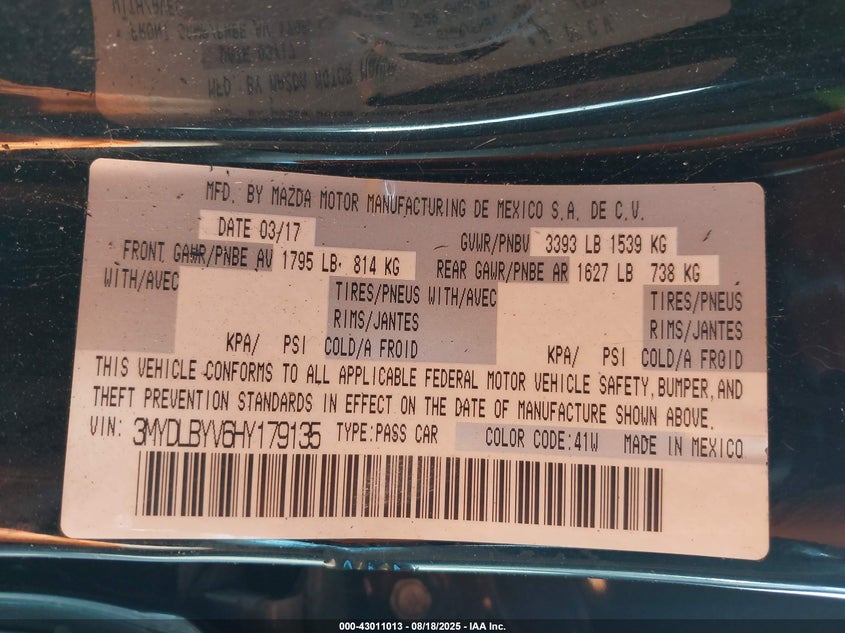 MFD. BY MAZDA MOTOR MANUFACTURING DE MEXICO S.A. DE C.V.
DATE 03/17
GVWR/PNBV 3393 LB 1539 KG
FRONT GAWR/PNBE AV 1795 LB 814 KG
REAR GAWR/PNBE AR 1627 LB 738 KG
WITH/AVEC TIRES/PNEUS WITH/AVEC TIRES/PNEUS
RIMS/JANTES RIMS/JANTES
KPA/ PSI COLD/A FROID KPA/ PSI COLD/A FROID
THIS VEHICLE CONFORMS TO ALL APPLICABLE FEDERAL MOTOR VEHICLE SAFETY, BUMPER, AND
THEFT PREVENTION STANDARDS IN EFFECT ON THE DATE OF MANUFACTURE SHOWN ABOVE.
VIN: 3MYDLBYV6HY179135 TYPE:PASS CAR COLOR CODE:41W MADE IN MEXICO
000-43011013 - 08/18/2025 - IAA Inc.